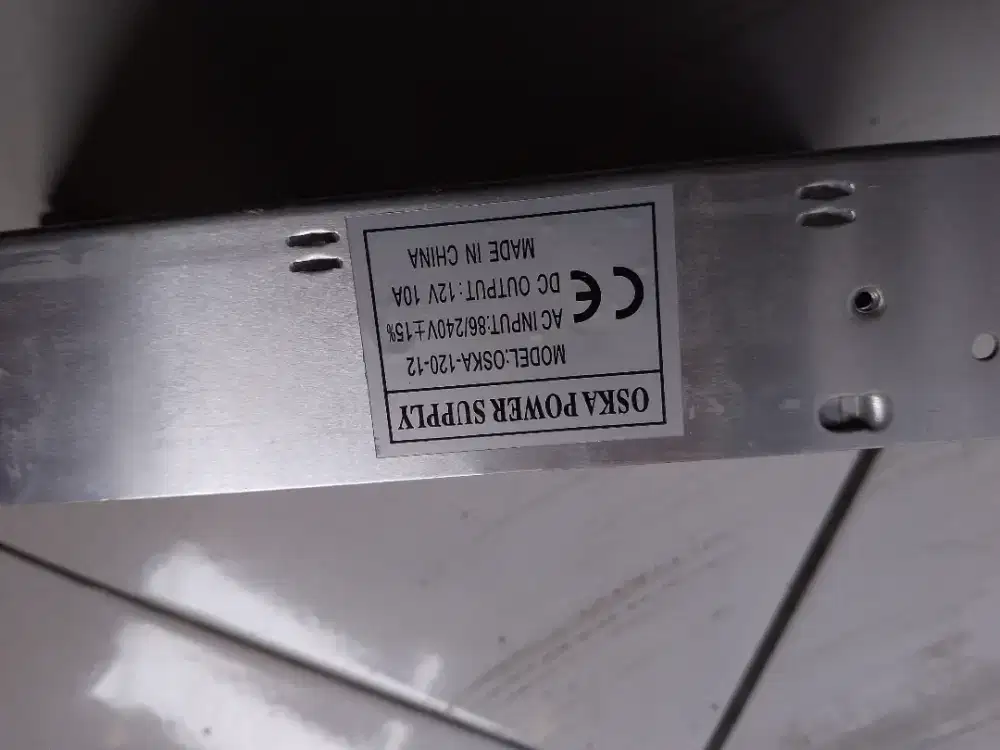 OSKA POWER SUPPLY
MODEL:OSKA-120-12
AC INPUT:86/240V±15%
DC OUTPUT:12V 10A
MADE IN CHINA
CE